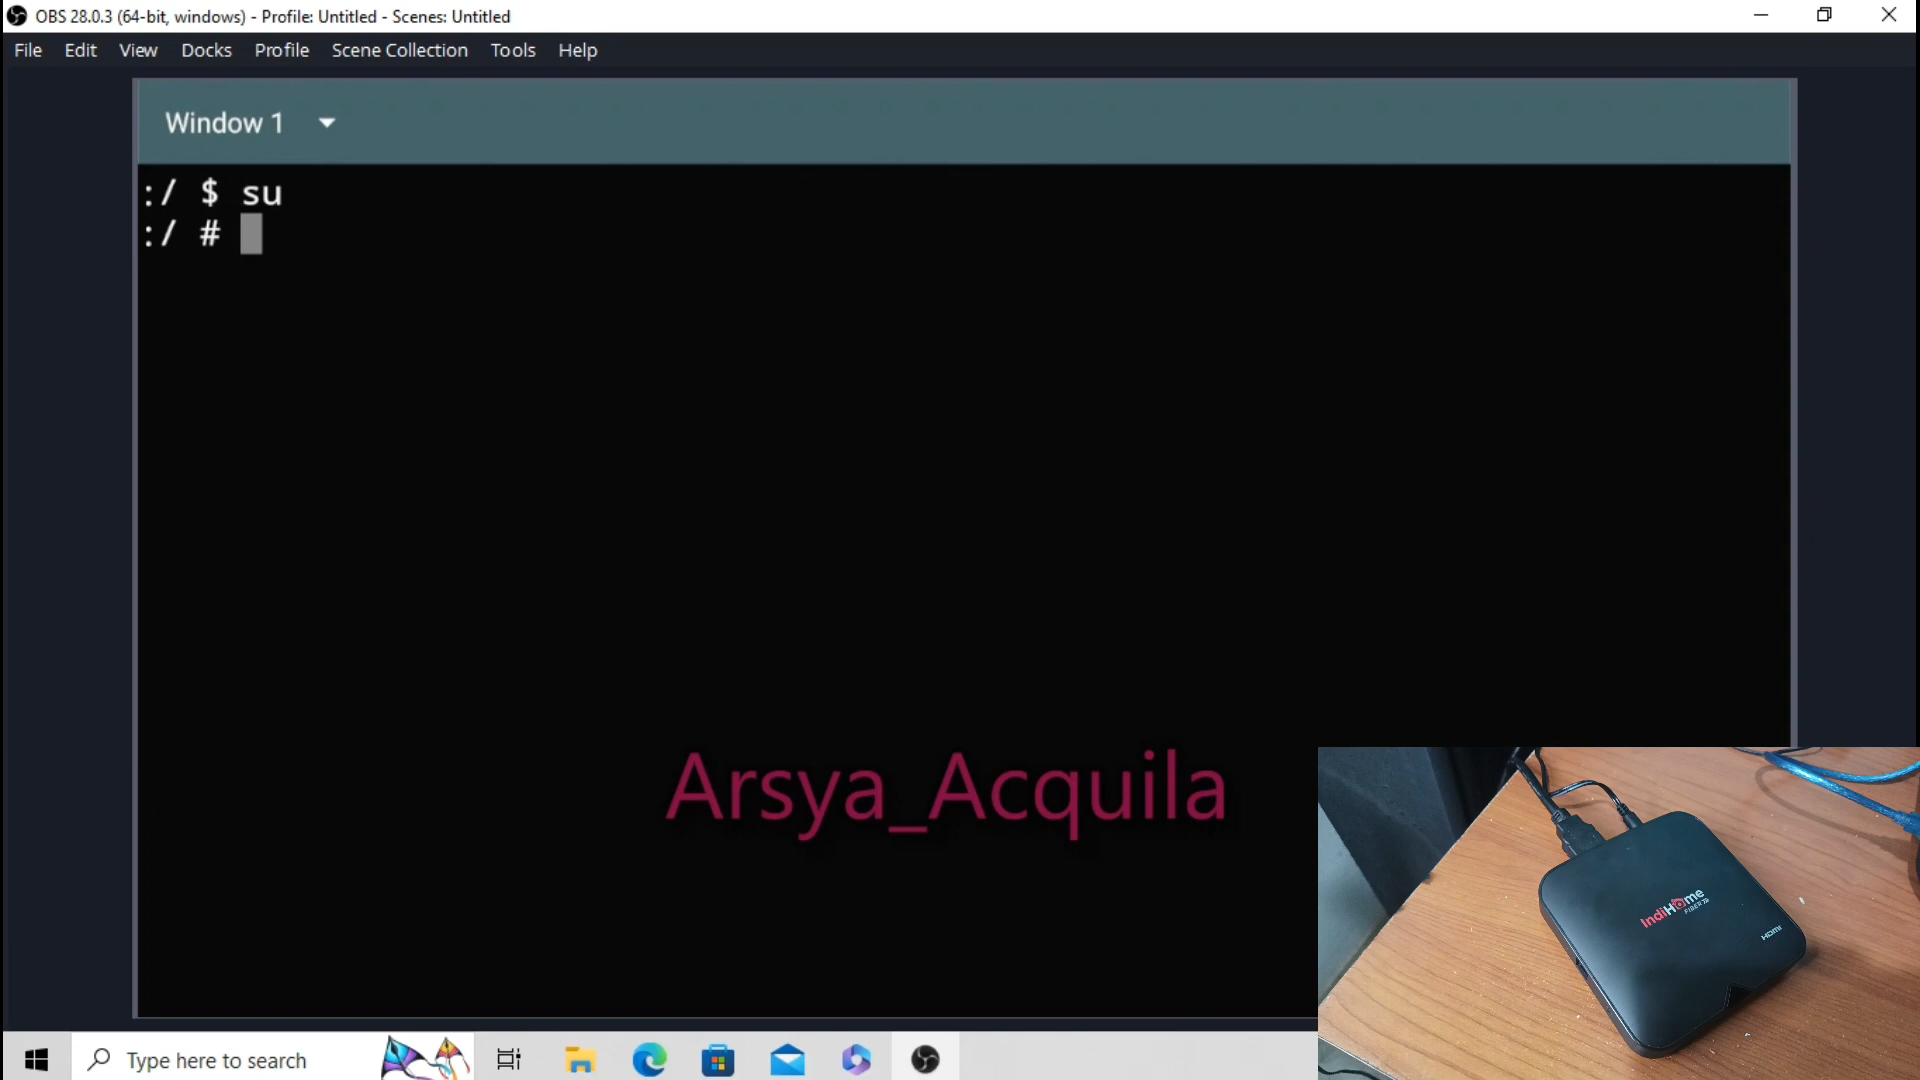 OBS 28.0.3 (64-bit, windows) - Profile: Untitled - Scenes: Untitled
File Edit View Docks Profile Scene Collection Tools Help
Window 1
:/ $ su
:/ #
Arsya_Acquila
IndiHome
FIBER
HDMI
Type here to search